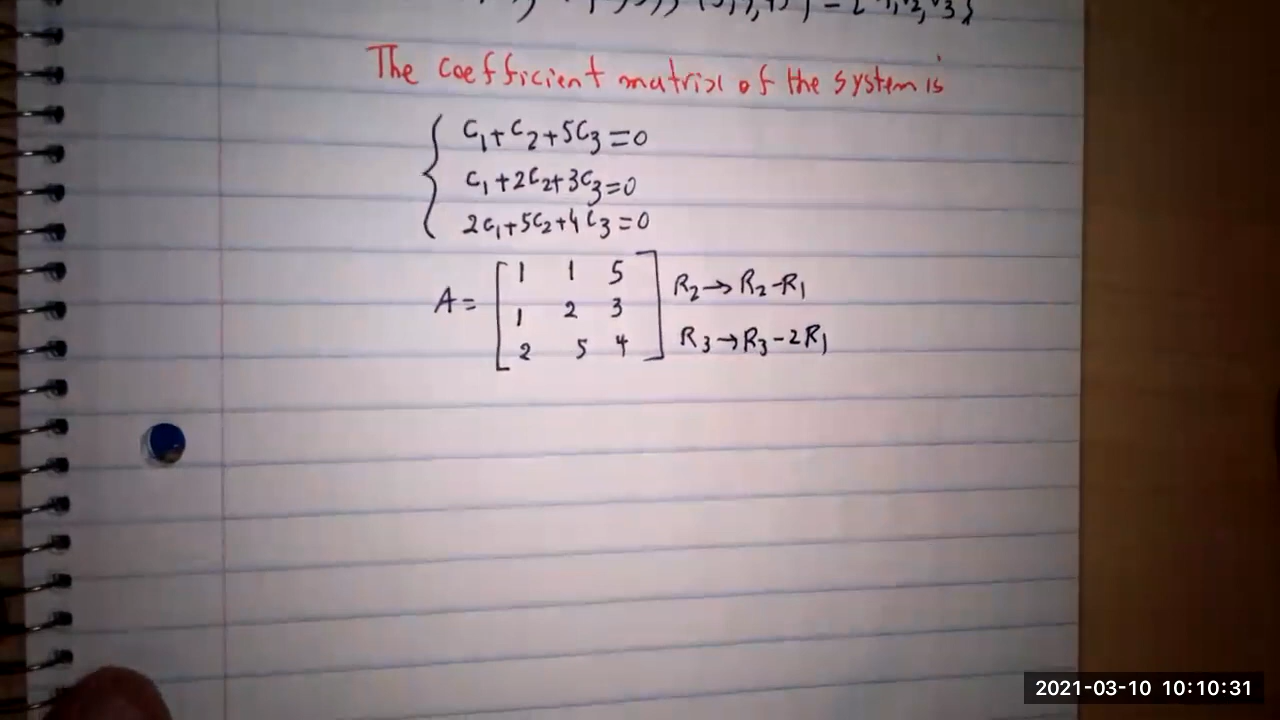 The coefficient matrix of the system is
C₁+C₂+5C₃=0
C₁+2C₂+3C₃=0
2C₁+5C₂+4C₃=0
A= [ 1 1 5 R₂→R₂-R₁
1 2 3
2 5 4 ] R₃→R₃-2R₁
2021-03-10 10:10:31